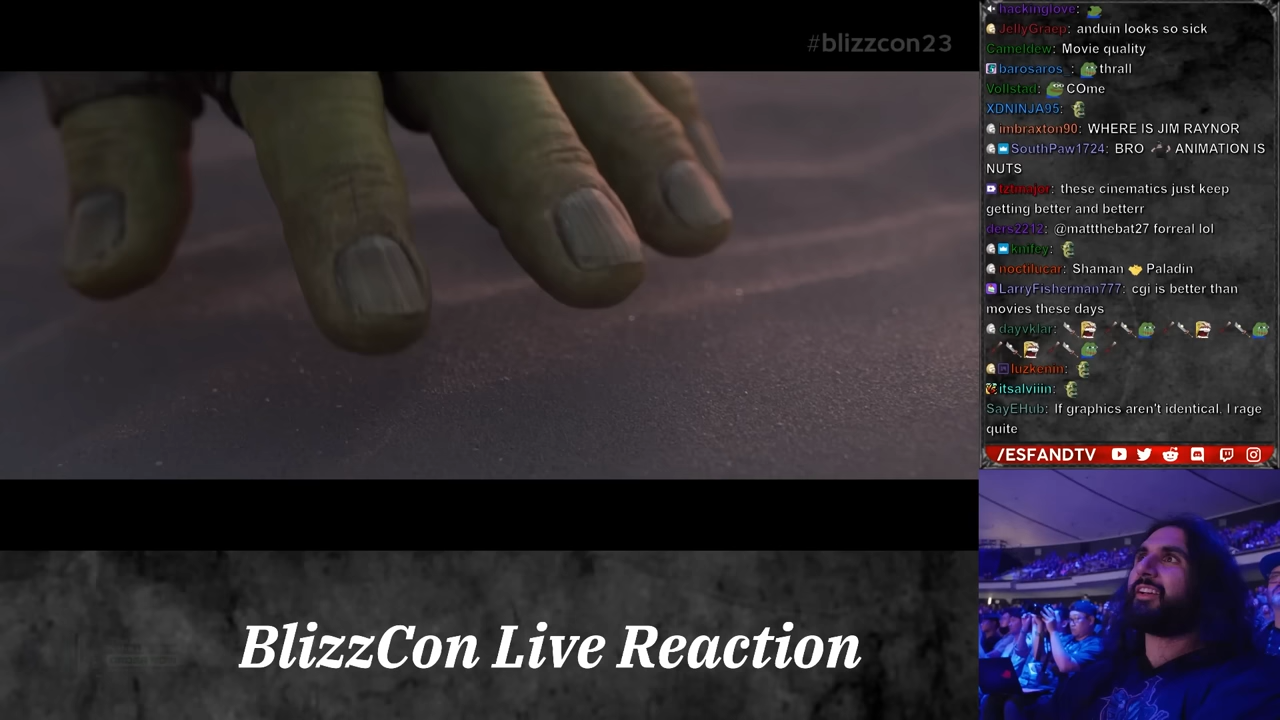 #blizzcon23
hackinglove:
JellyGraep: anduin looks so sick
Cameldew: Movie quality
barosaros_: thrall
Vollstad: COme
XDNINJA95:
imbraxton90: WHERE IS JIM RAYNOR
SouthPaw1724: BRO ANIMATION IS
NUTS
these cinematics just keep
getting better and betterr
ders2212: @mattthebat27 forreal lol
knifey:
noctilucar: Shaman Paladin
LarryFisherman777: cgi is better than
movies these days
dayvklar:
luzkenin:
itsalviiin:
SayEHub: If graphics aren't identical. I rage
quite
/ESFANDTV
BlizzCon Live Reaction